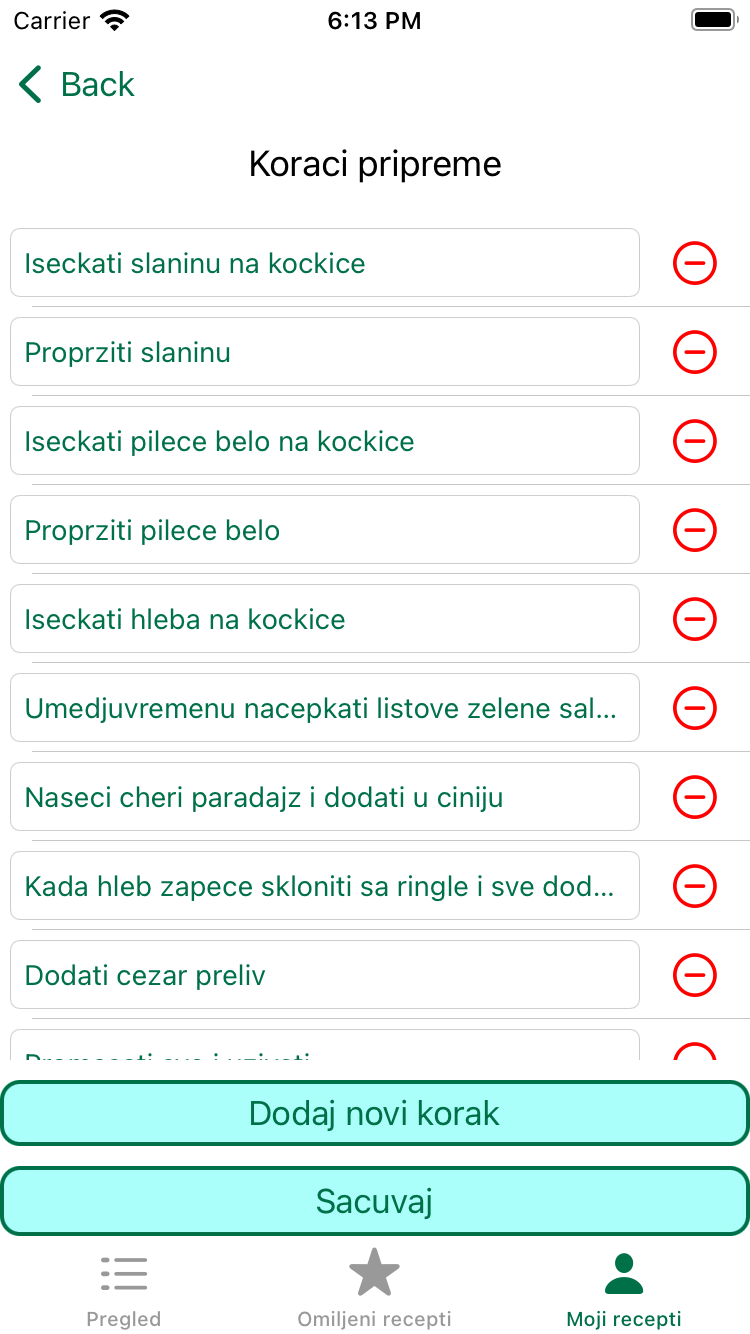 Carrier 6:13 PM
Back
Koraci pripreme
Iseckati slaninu na kockice
Proprziti slaninu
Iseckati pilece belo na kockice
Proprziti pilece belo
Iseckati hleba na kockice
Umedjuvremenu nacepkati listove zelene sal...
Naseci cheri paradajz i dodati u ciniju
Kada hleb zapece skloniti sa ringle i sve dod...
Dodati cezar preliv
Dodaj novi korak
Sacuvaj
Pregled Omiljeni recepti Moji recepti